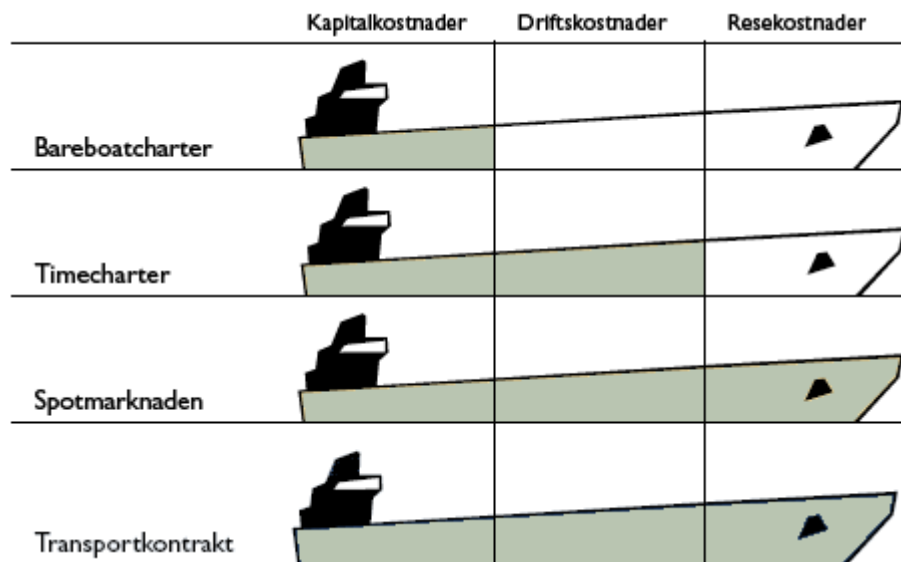 Kapitalkostnader Driftskostnader Resekostnader
Bareboatcharter
Timecharter
Spotmarknaden
Transportkontrakt